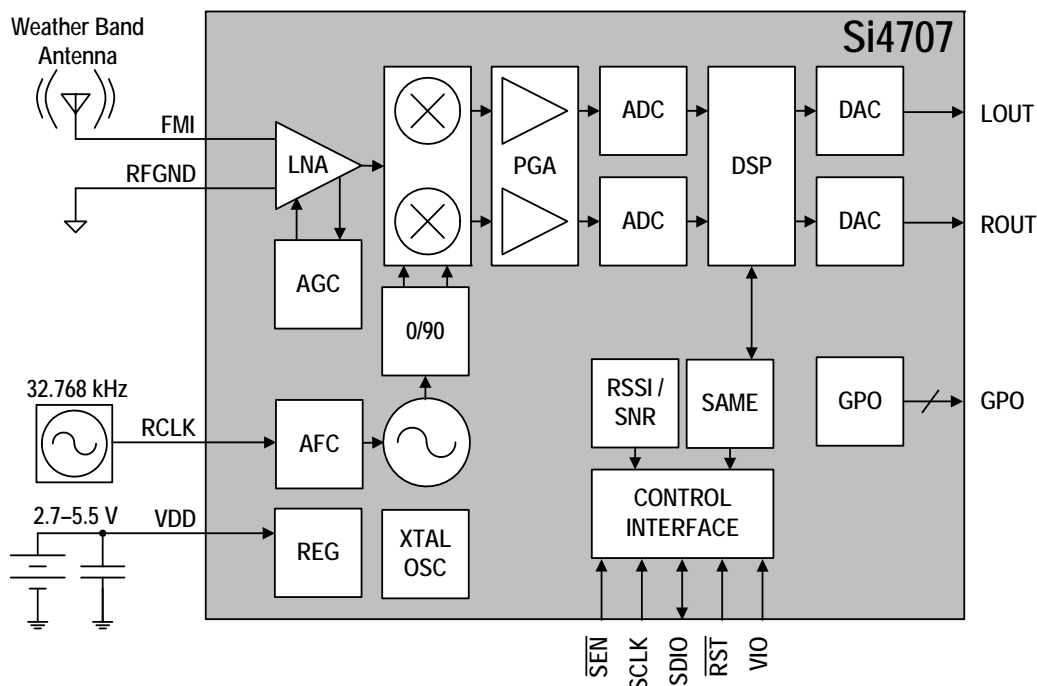 Si4707
Weather Band
Antenna
FMI
RFGND
LNA
AGC
0/90
PGA
ADC
ADC
DSP
DAC
DAC
LOUT
ROUT
32.768 kHz
RCLK
AFC
RSSI /
SNR
SAME
GPO
GPO
2.7–5.5 V
VDD
REG
XTAL
OSC
CONTROL
INTERFACE
SEN
SCLK
SDIO
RST
VIO